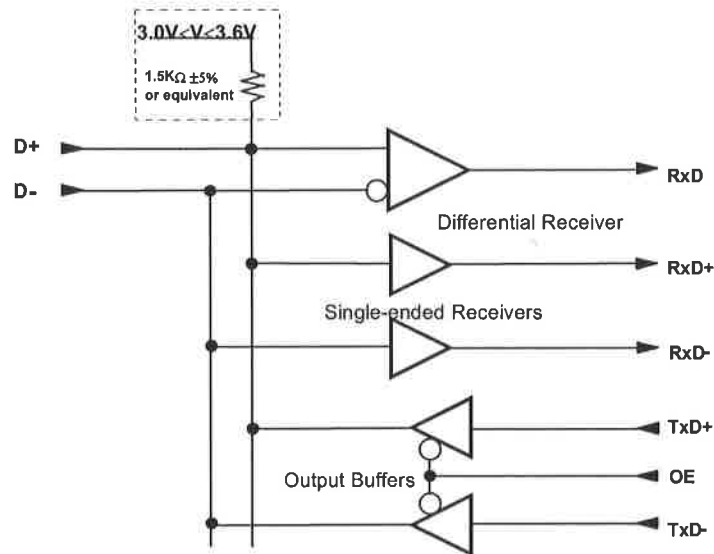 3.0V<V<3.6V
1.5KΩ ±5%
or equivalent
D+
D-
RxD
Differential Receiver
RxD+
Single-ended Receivers
RxD-
TxD+
Output Buffers
OE
TxD-